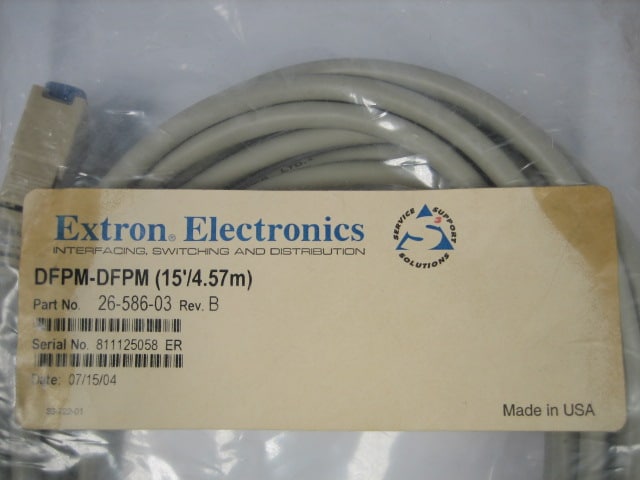 Extron® Electronics
INTERFACING, SWITCHING AND DISTRIBUTION
SERVICE SUPPORT SOLUTIONS
S3
DFPM-DFPM (15'/4.57m)
Part No. 26-586-03 Rev. B
Serial No. 811125058 ER
Date: 07/15/04
Made in USA